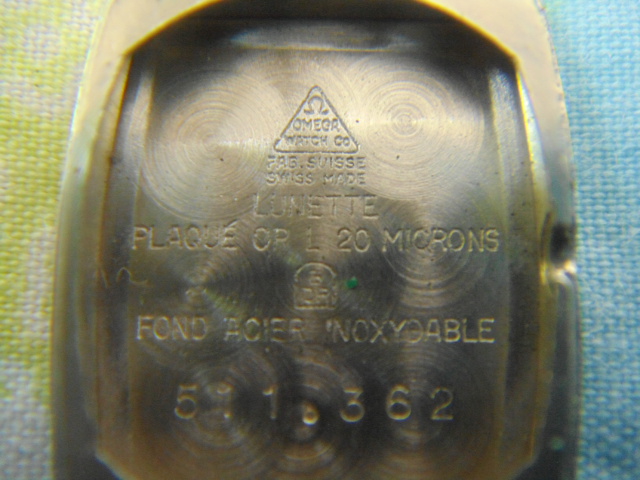 Ω
OMEGA
WATCH CO
FAB. SUISSE
SWISS MADE
LUNETTE
PLAQUÉ OR L 20 MICRONS
FOND ACIER INOXYDABLE
511.362